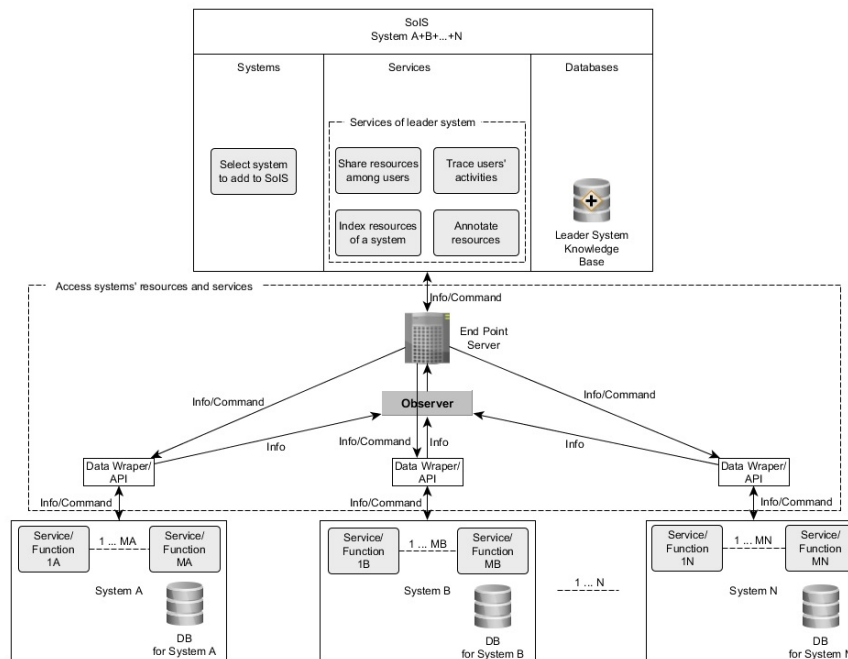 SoIS
System A+B+...+N
Systems
Services
Databases
Services of leader system
Select system
to add to SoIS
Share resources
among users
Trace users'
activities
Index resources
of a system
Annotate
resources
Leader System
Knowledge
Base
Access systems' resources and services
Info/Command
End Point
Server
Info/Command
Info/Command
Observer
Info
Info/Command
Info
Info
Data Wraper/
API
Data Wraper/
API
Data Wraper/
API
Info/Command
Info/Command
Info/Command
Service/
Function
1A
1 ... MA
Service/
Function
MA
Service/
Function
1B
1 ... MB
Service/
Function
MB
Service/
Function
1N
1 ... MN
Service/
Function
MN
System A
System B
1 ... N
System N
DB
for System A
DB
for System B
DB
for System N